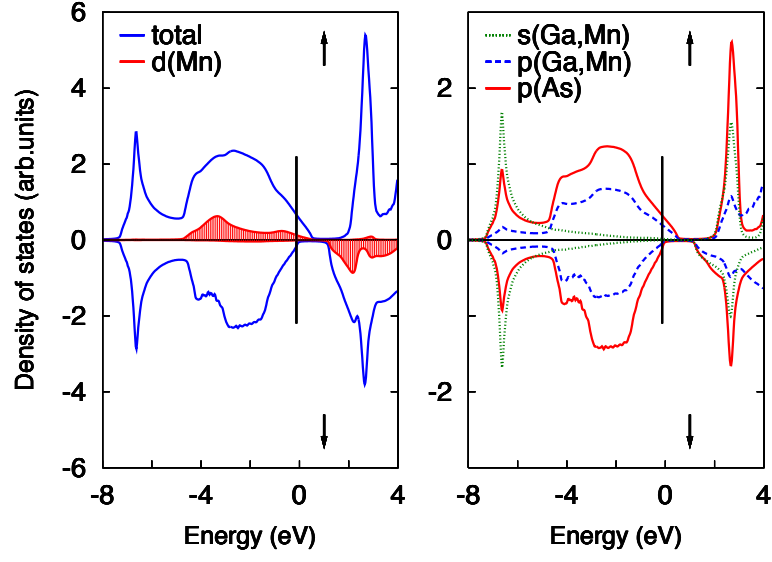 Density of states (arb.units)
6
4
2
0
-2
-4
-6
total
d(Mn)
-8
-4
0
4
Energy (eV)
2
0
-2
s(Ga,Mn)
p(Ga,Mn)
p(As)
-8
-4
0
4
Energy (eV)